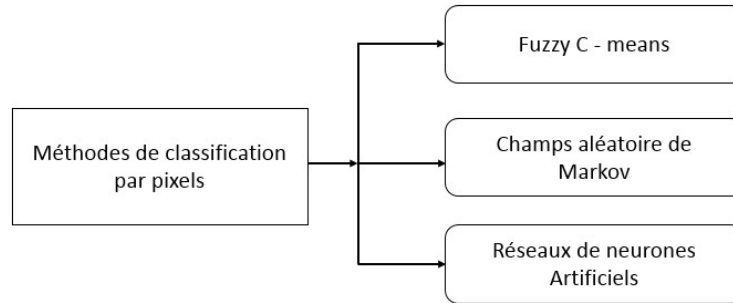 Méthodes de classification
par pixels
Fuzzy C - means
Champs aléatoire de
Markov
Réseaux de neurones
Artificiels